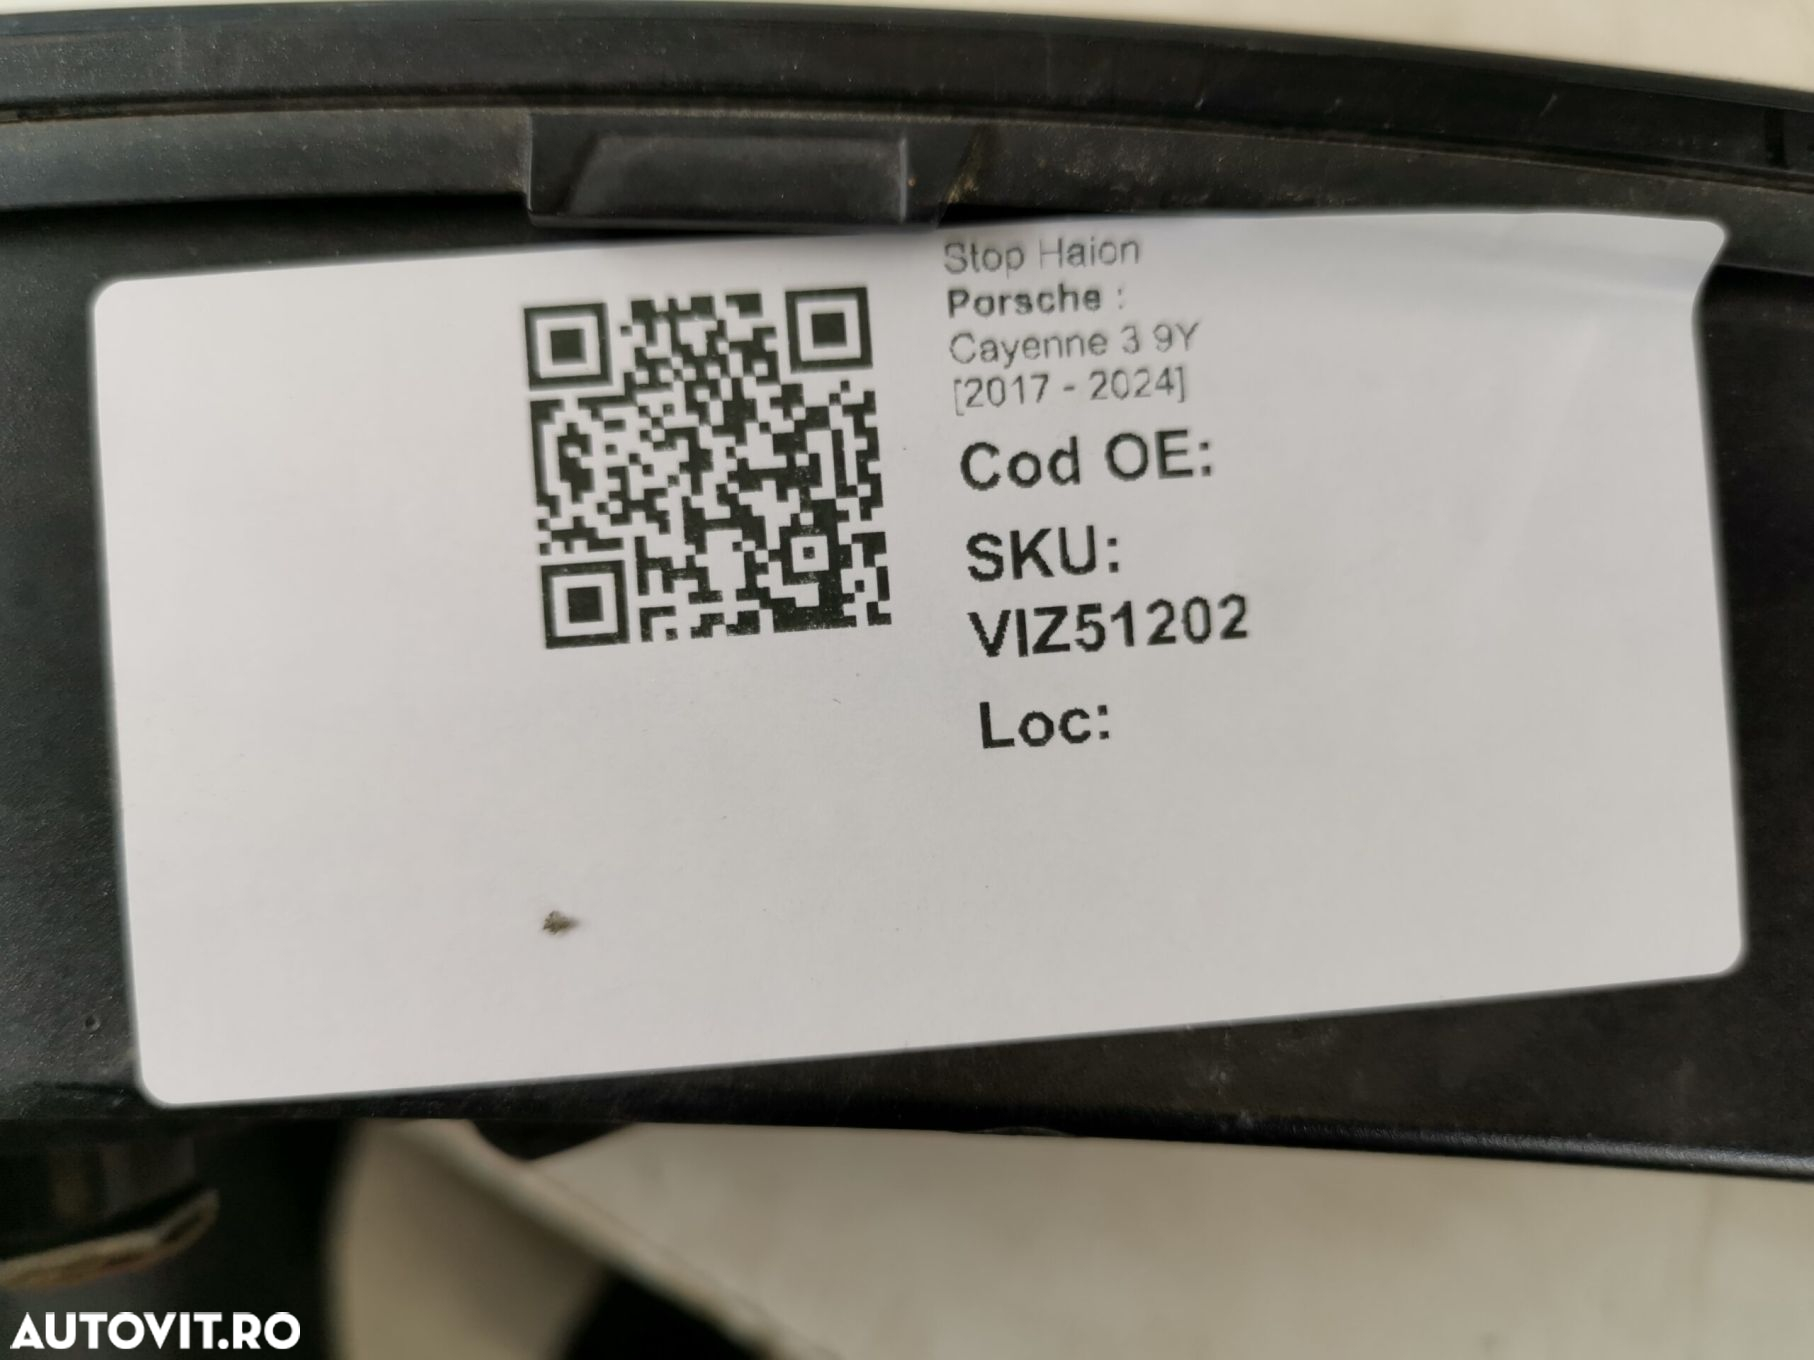 Stop Haion
Porsche :
Cayenne 3 9Y
[2017 - 2024]
Cod OE:
SKU:
VIZ51202
Loc:
AUTOVIT.RO